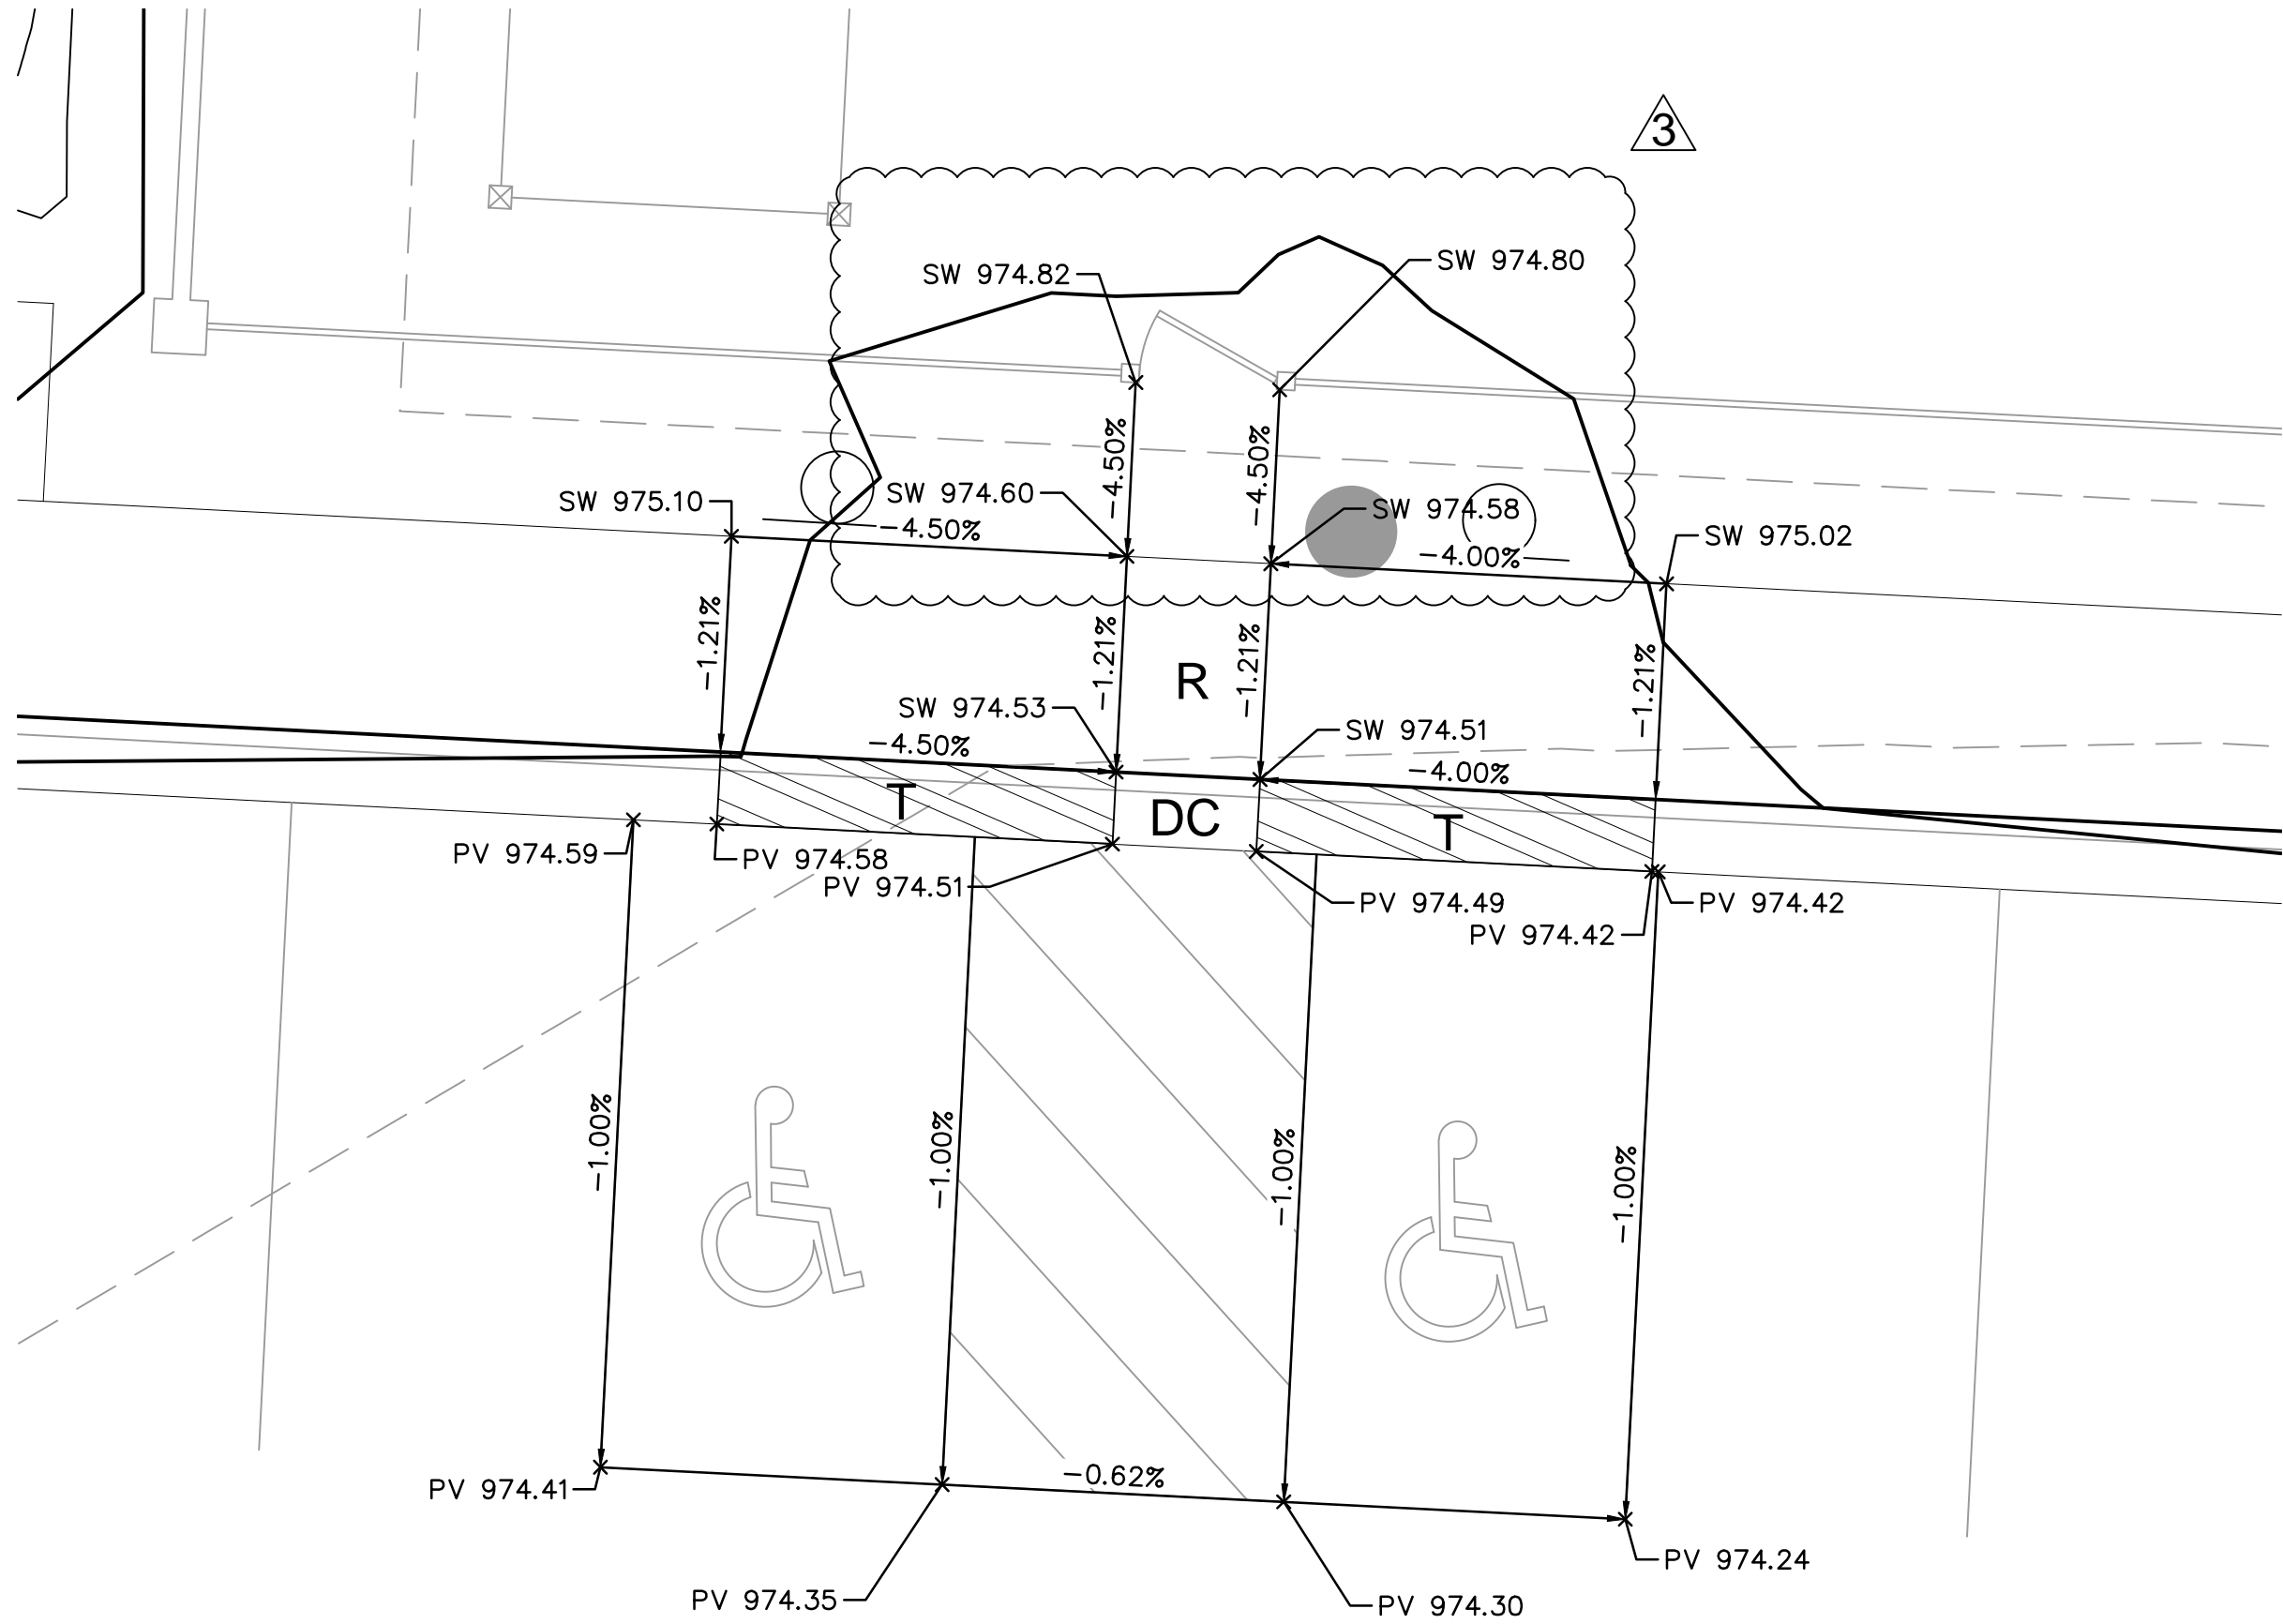 3
SW 974.82
SW 974.80
-4.50%
-4.50%
SW 975.10
SW 974.60
SW 974.58
-4.50%
-4.00%
SW 975.02
-1.21%
-1.21%
-1.21%
-1.21%
R
SW 974.53
SW 974.51
-4.50%
-4.00%
T
DC
T
PV 974.59
PV 974.58
PV 974.51
PV 974.49
PV 974.42
PV 974.42
-1.00%
-1.00%
-1.00%
-1.00%
-0.62%
PV 974.41
PV 974.35
PV 974.30
PV 974.24